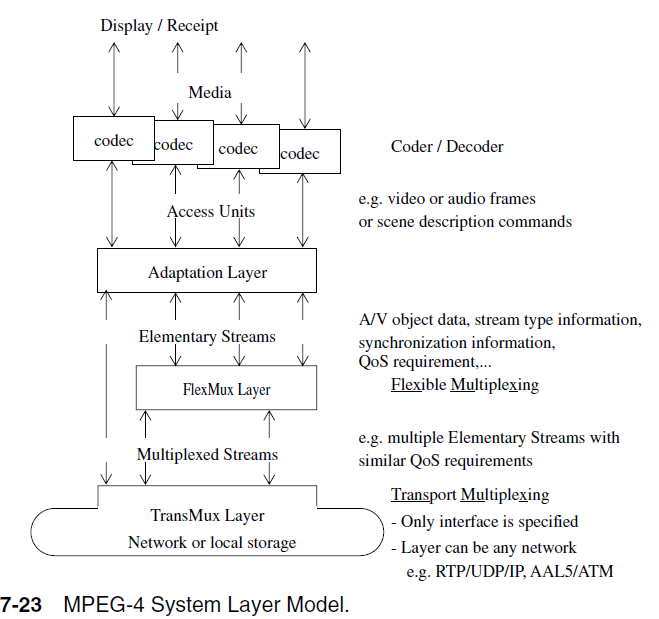 Display / Receipt
Media
codec codec codec codec
Coder / Decoder
e.g. video or audio frames
or scene description commands
Access Units
Adaptation Layer
A/V object data, stream type information,
synchronization information,
QoS requirement,...
Elementary Streams
Flexible Multiplexing
FlexMux Layer
e.g. multiple Elementary Streams with
similar QoS requirements
Multiplexed Streams
Transport Multiplexing
TransMux Layer
- Only interface is specified
Network or local storage
- Layer can be any network
e.g. RTP/UDP/IP, AAL5/ATM
7-23 MPEG-4 System Layer Model.